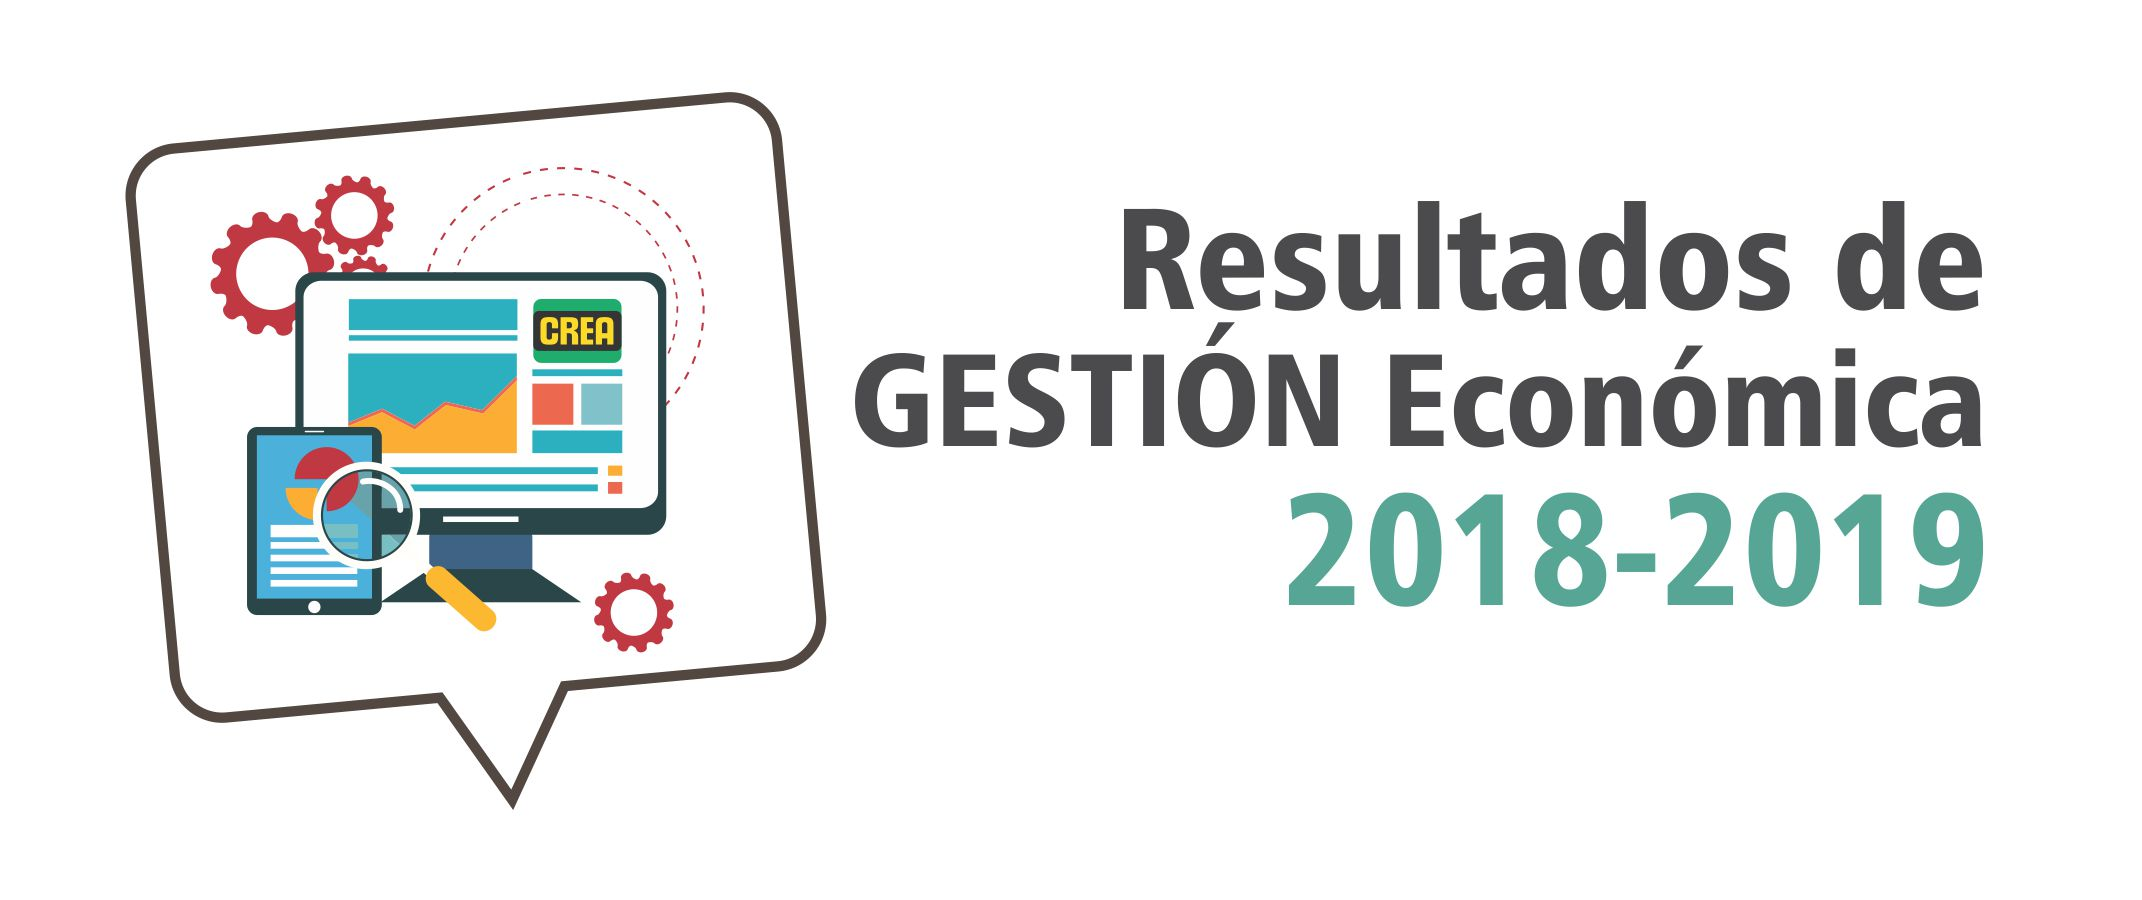 CREA
Resultados de
GESTIÓN Económica
2018-2019